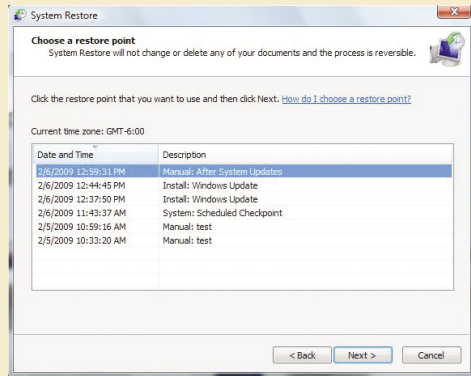 System Restore
Choose a restore point
System Restore will not change or delete any of your documents and the process is reversible.
Click the restore point that you want to use and then click Next. How do I choose a restore point?
Current time zone: GMT-6:00
Date and Time Description
2/6/2009 12:59:31 PM Manual: After System Updates
2/6/2009 12:44:45 PM Install: Windows Update
2/6/2009 12:37:50 PM Install: Windows Update
2/6/2009 11:43:37 AM System: Scheduled Checkpoint
2/5/2009 10:59:16 AM Manual: test
2/5/2009 10:33:20 AM Manual: test
< Back Next > Cancel